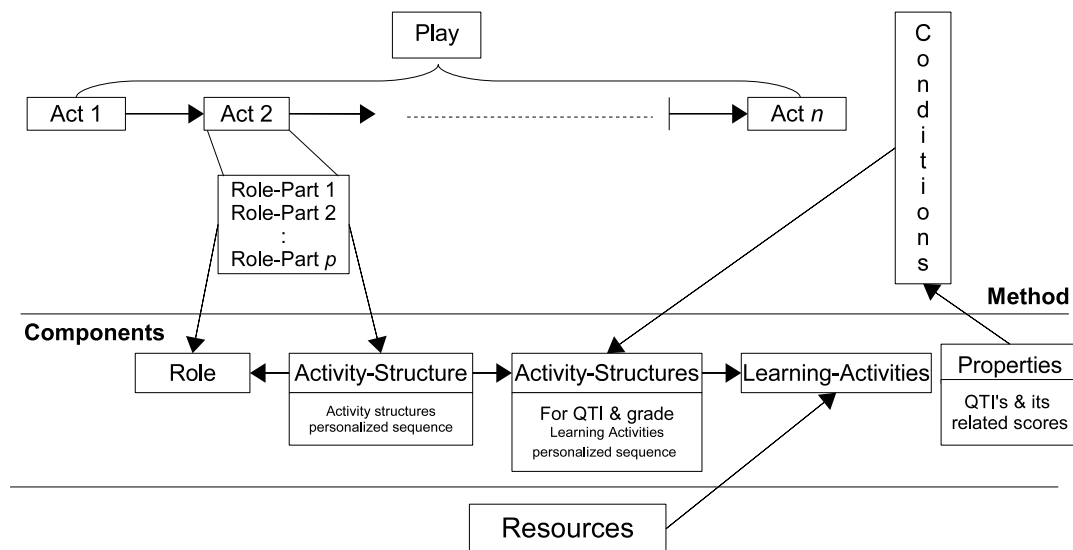 Play
Act 1
Act 2
Act n
Role-Part 1
Role-Part 2
:
Role-Part p
Conditions
Method
Components
Role
Activity-Structure
Activity structures
personalized sequence
Activity-Structures
For QTI & grade
Learning Activities
personalized sequence
Learning-Activities
Properties
QTI's & its
related scores
Resources